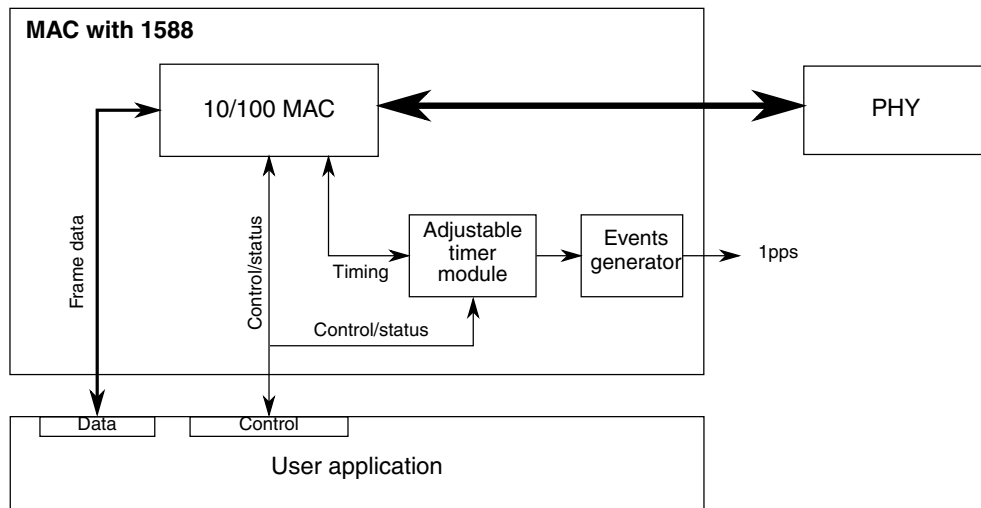 MAC with 1588
10/100 MAC
PHY
Frame data
Control/status
Timing
Adjustable
timer
module
Events
generator
1pps
Control/status
Data
Control
User application